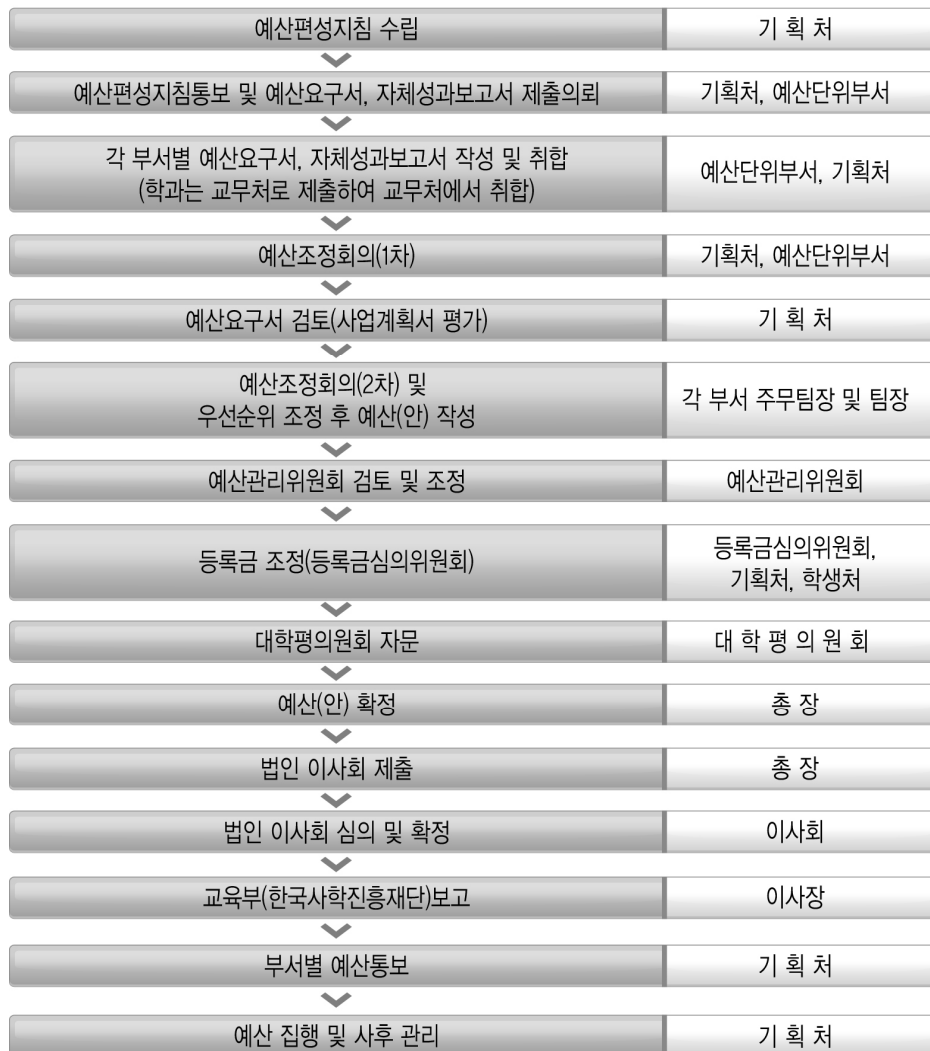 예산편성지침 수립
기 획 처
예산편성지침통보 및 예산요구서, 자체성과보고서 제출의뢰
기획처, 예산단위부서
각 부서별 예산요구서, 자체성과보고서 작성 및 취합
(학과는 교무처로 제출하여 교무처에서 취합)
예산단위부서, 기획처
예산조정회의(1차)
기획처, 예산단위부서
예산요구서 검토(사업계획서 평가)
기 획 처
예산조정회의(2차) 및
우선순위 조정 후 예산(안) 작성
각 부서 주무팀장 및 팀장
예산관리위원회 검토 및 조정
예산관리위원회
등록금 조정(등록금심의위원회)
등록금심의위원회,
기획처, 학생처
대학평의원회 자문
대 학 평 의 원 회
예산(안) 확정
총 장
법인 이사회 제출
총 장
법인 이사회 심의 및 확정
이사회
교육부(한국사학진흥재단)보고
이사장
부서별 예산통보
기 획 처
예산 집행 및 사후 관리
기 획 처